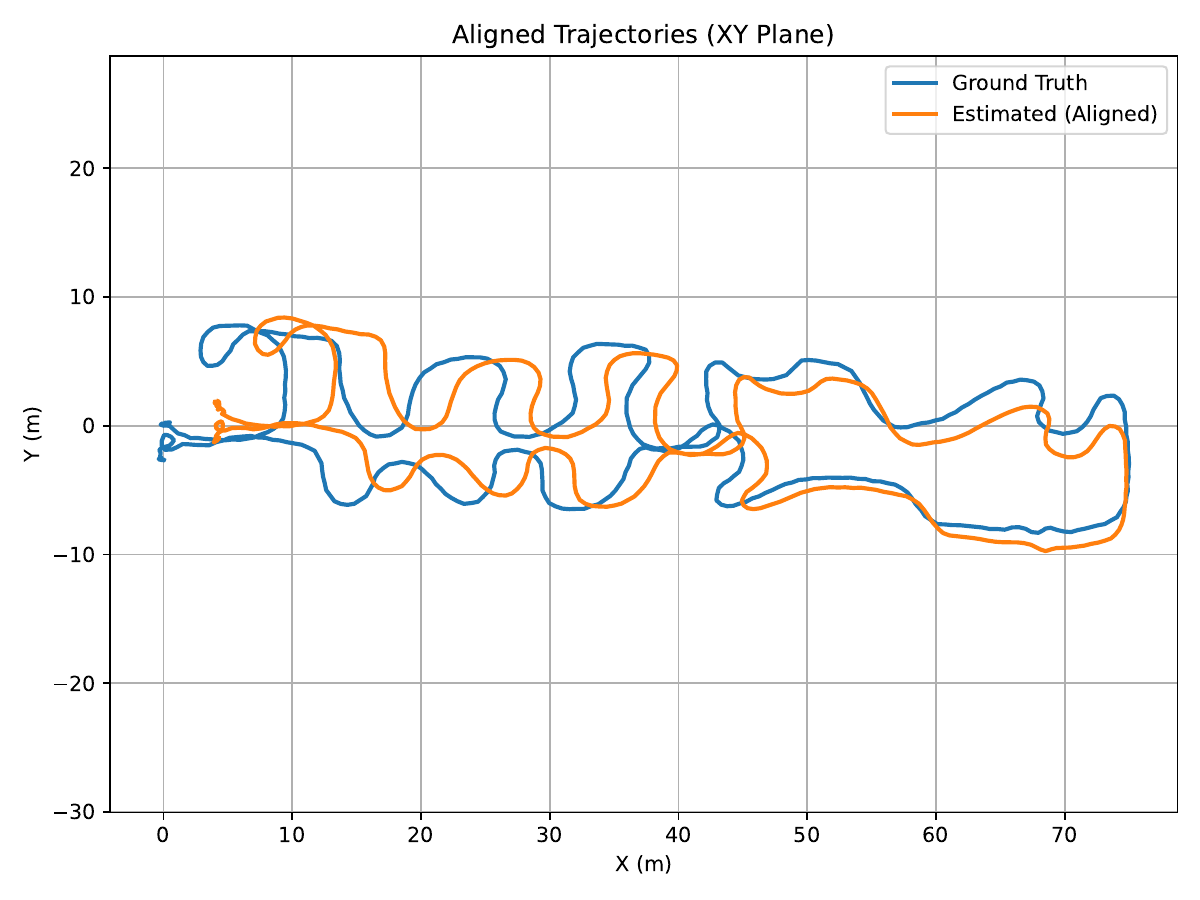 Aligned Trajectories (XY Plane)
Ground Truth
Estimated (Aligned)
20
10
0
−10
−20
−30
Y (m)
0 10 20 30 40 50 60 70
X (m)